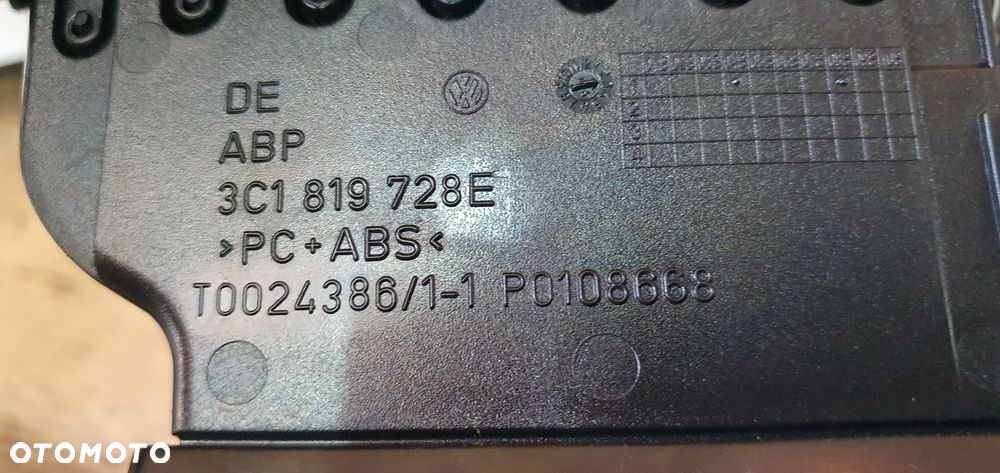 DE
ABP
3C1 819 728E
>PC+ABS<
T0024386/1-1 P0108668
OTOMOTO